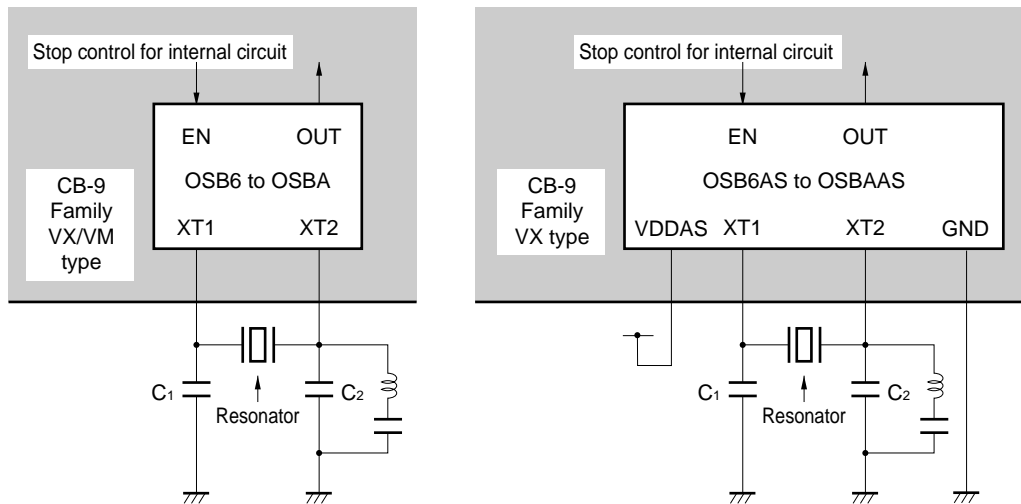 Stop control for internal circuit
EN OUT
OSB6 to OSBA
XT1 XT2
CB-9
Family
VX/VM
type
C1
C2
Resonator
Stop control for internal circuit
EN OUT
OSB6AS to OSBAAS
VDDAS XT1 XT2 GND
CB-9
Family
VX type
C1
C2
Resonator